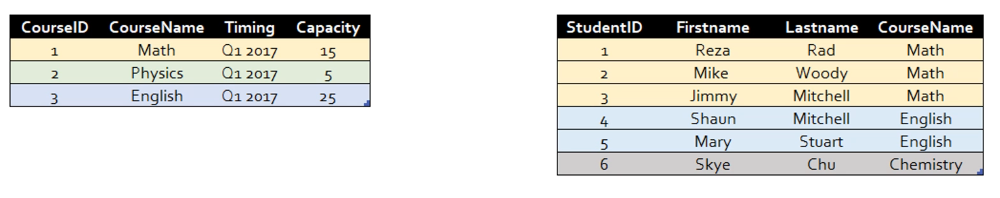 CourseID CourseName Timing Capacity
1 Math Q1 2017 15
2 Physics Q1 2017 5
3 English Q1 2017 25
StudentID Firstname Lastname CourseName
1 Reza Rad Math
2 Mike Woody Math
3 Jimmy Mitchell Math
4 Shaun Mitchell English
5 Mary Stuart English
6 Skye Chu Chemistry